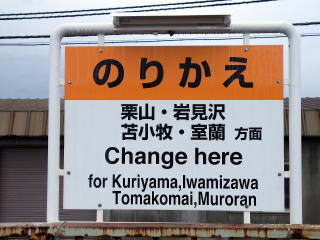 のりかえ
栗山・岩見沢
苫小牧・室蘭 方面
Change here
for Kuriyama,Iwamizawa
Tomakomai,Muroran